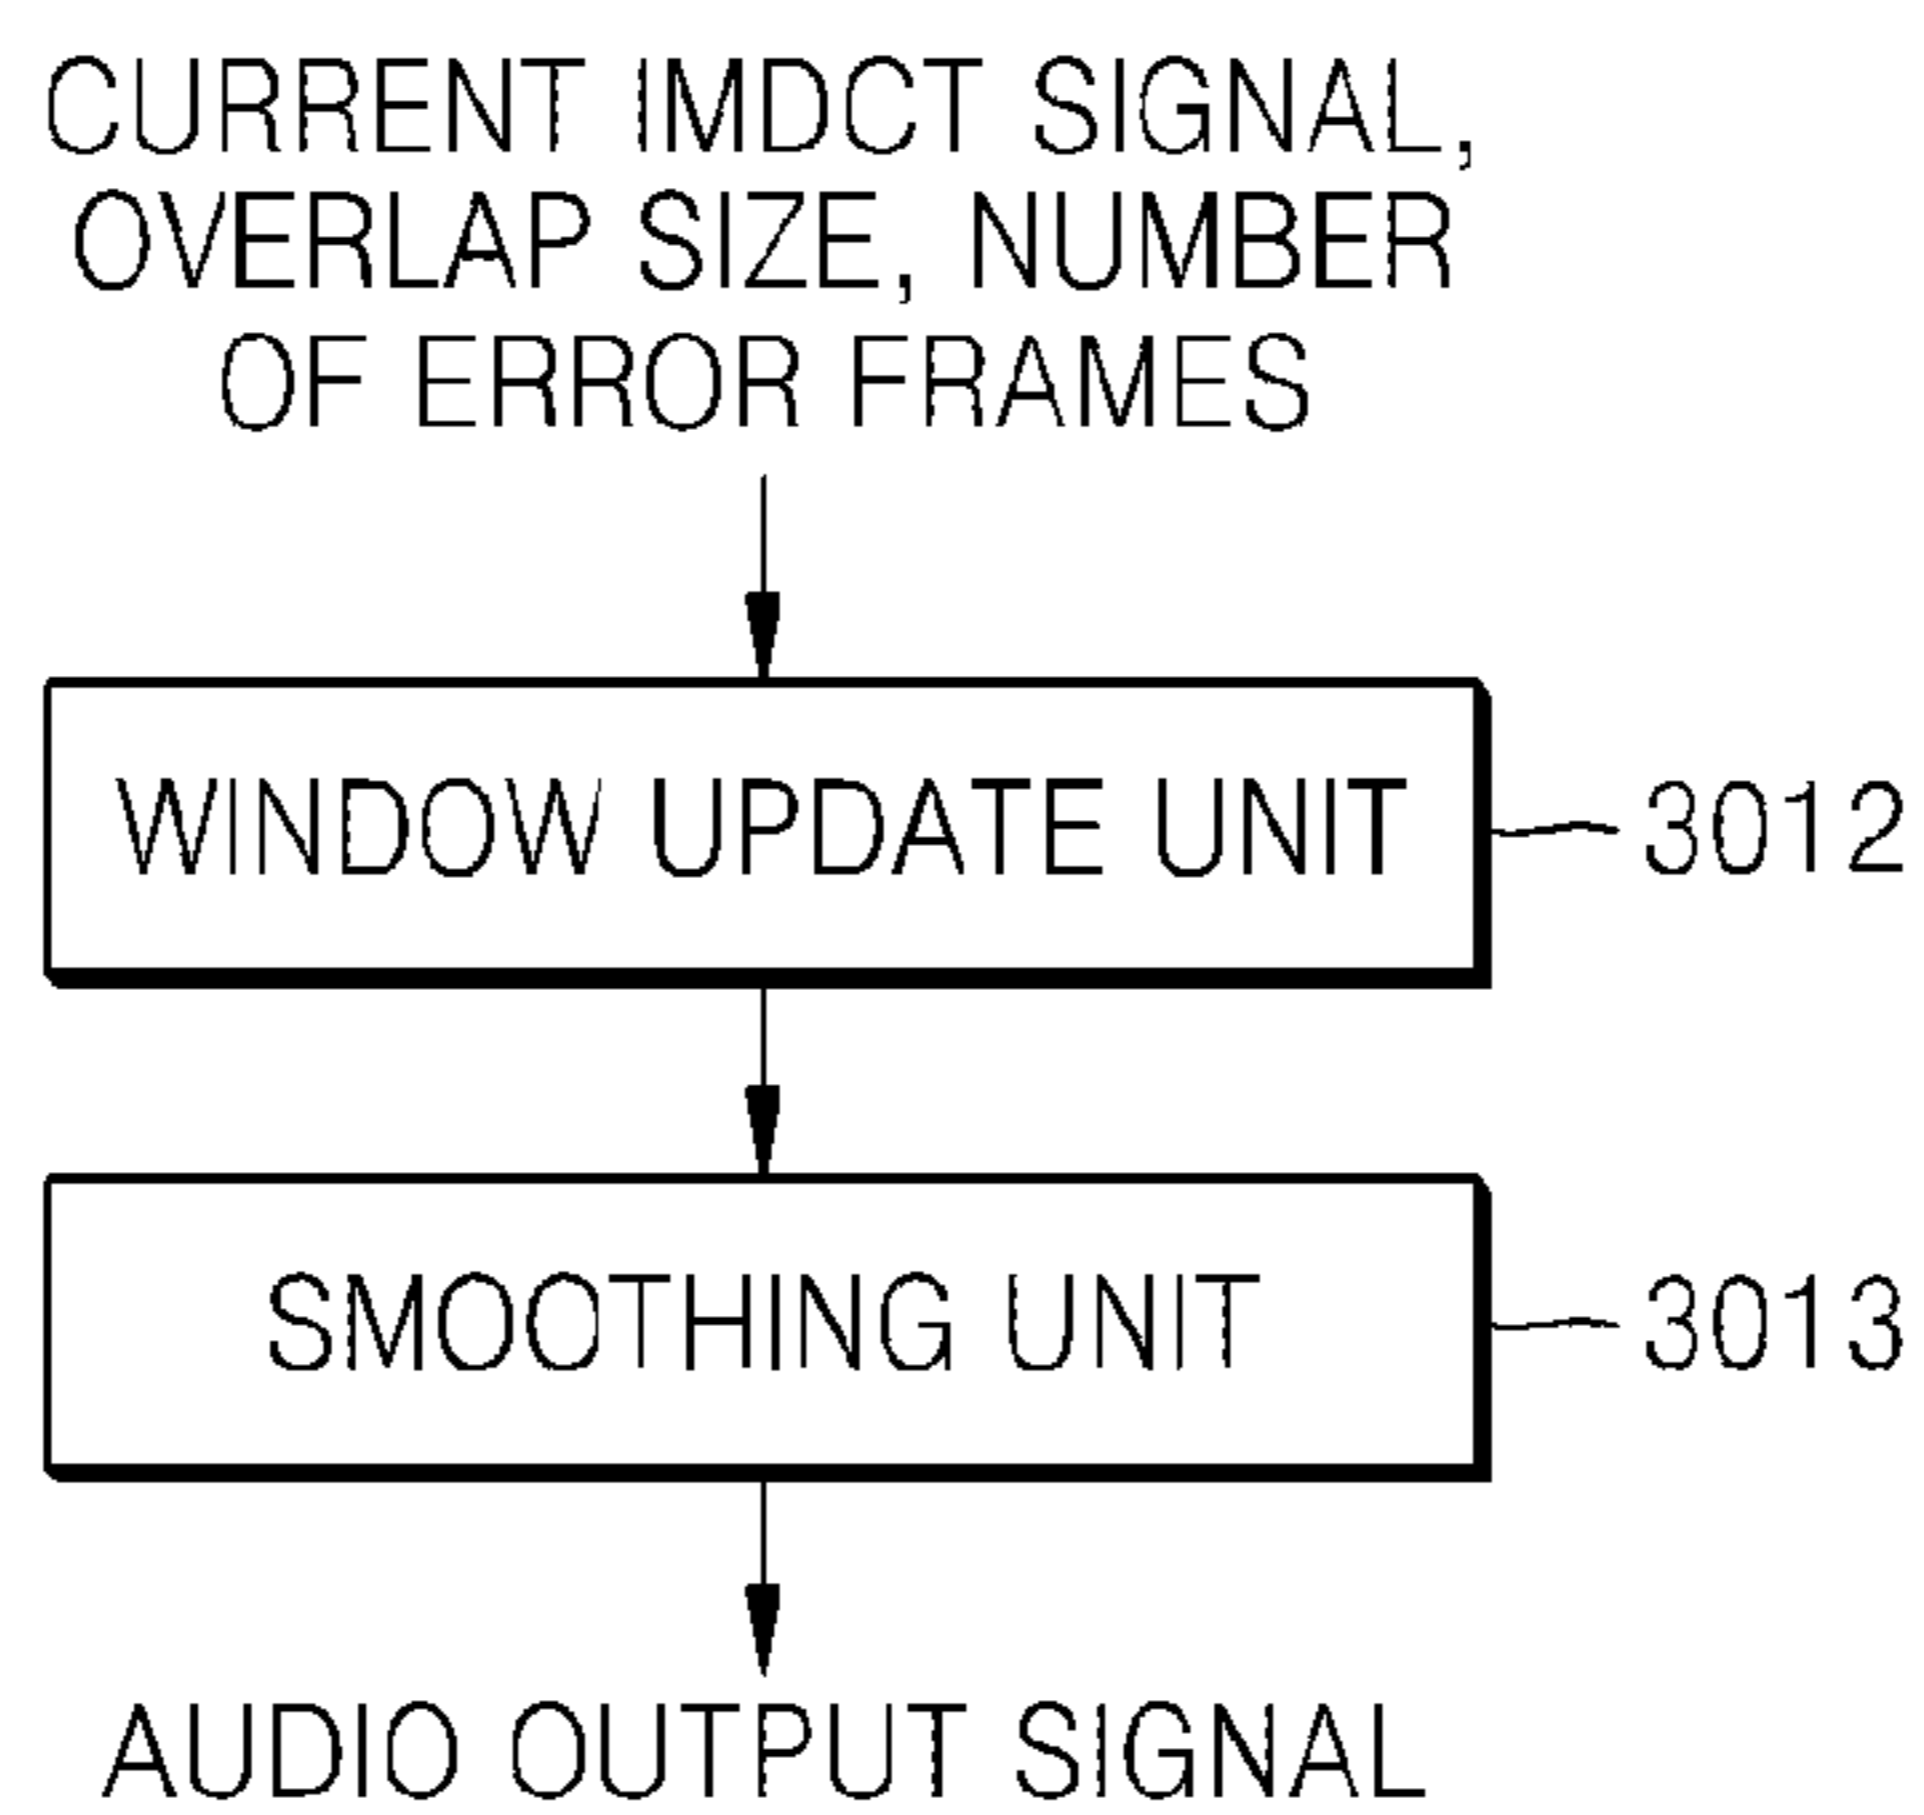 CURRENT IMDCT SIGNAL,
OVERLAP SIZE, NUMBER
OF ERROR FRAMES
WINDOW UPDATE UNIT
3012
SMOOTHING UNIT
3013
AUDIO OUTPUT SIGNAL